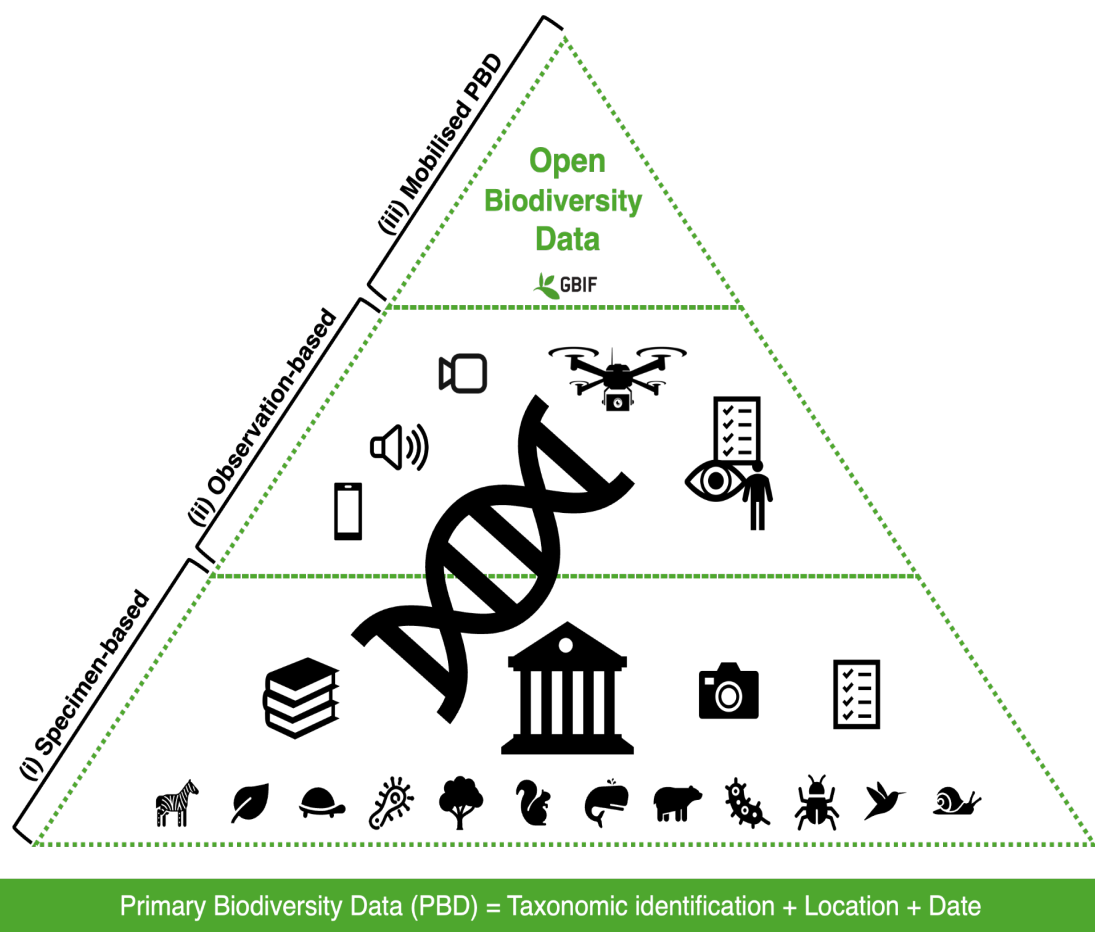 (iii) Mobilised PBD
Open
Biodiversity
Data
GBIF
(ii) Observation-based
(i) Specimen-based
Primary Biodiversity Data (PBD) = Taxonomic identification + Location + Date